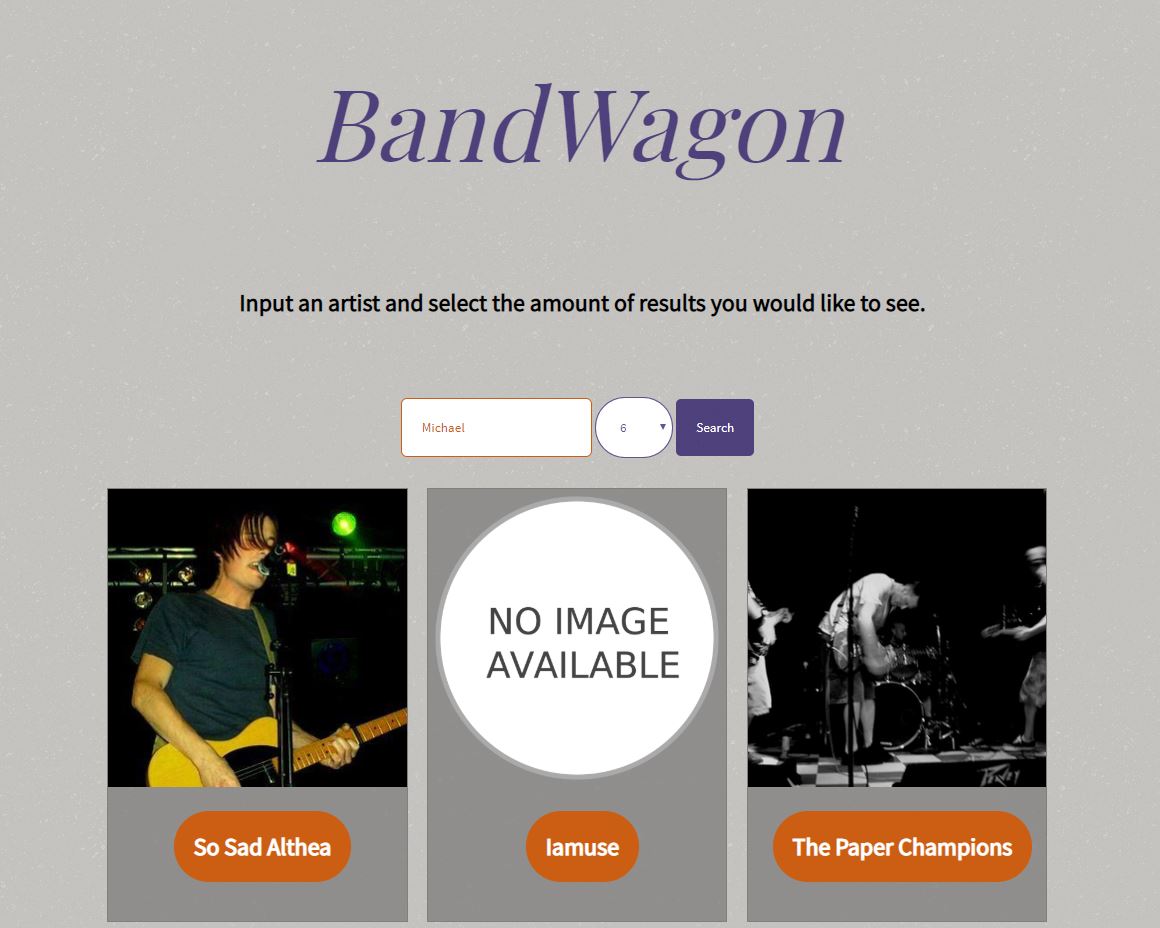 BandWagon
Input an artist and select the amount of results you would like to see.
Michael 6 Search
NO IMAGE
AVAILABLE
PEAVEY
So Sad Althea Iamuse The Paper Champions